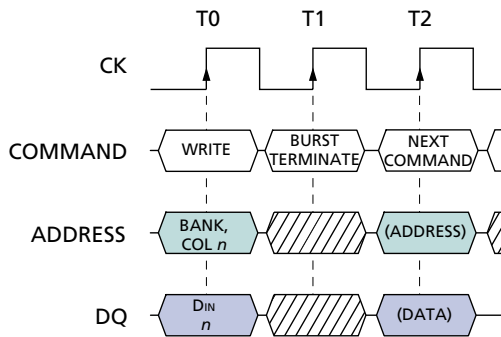 T0 T1 T2
CK
COMMAND WRITE BURST TERMINATE NEXT COMMAND
ADDRESS BANK, COL n (ADDRESS)
DQ DIN n (DATA)